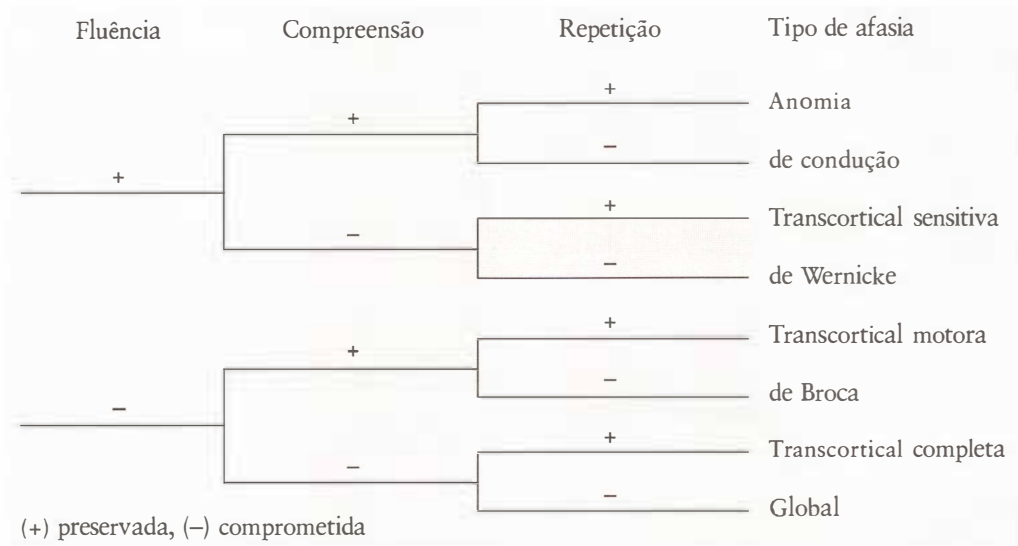 Fluência Compreensão Repetição Tipo de afasia
+ Anomia
+
− de condução
+
+ Transcortical sensitiva
−
− de Wernicke
+ Transcortical motora
+
− de Broca
−
+ Transcortical completa
−
− Global
(+) preservada, (−) comprometida